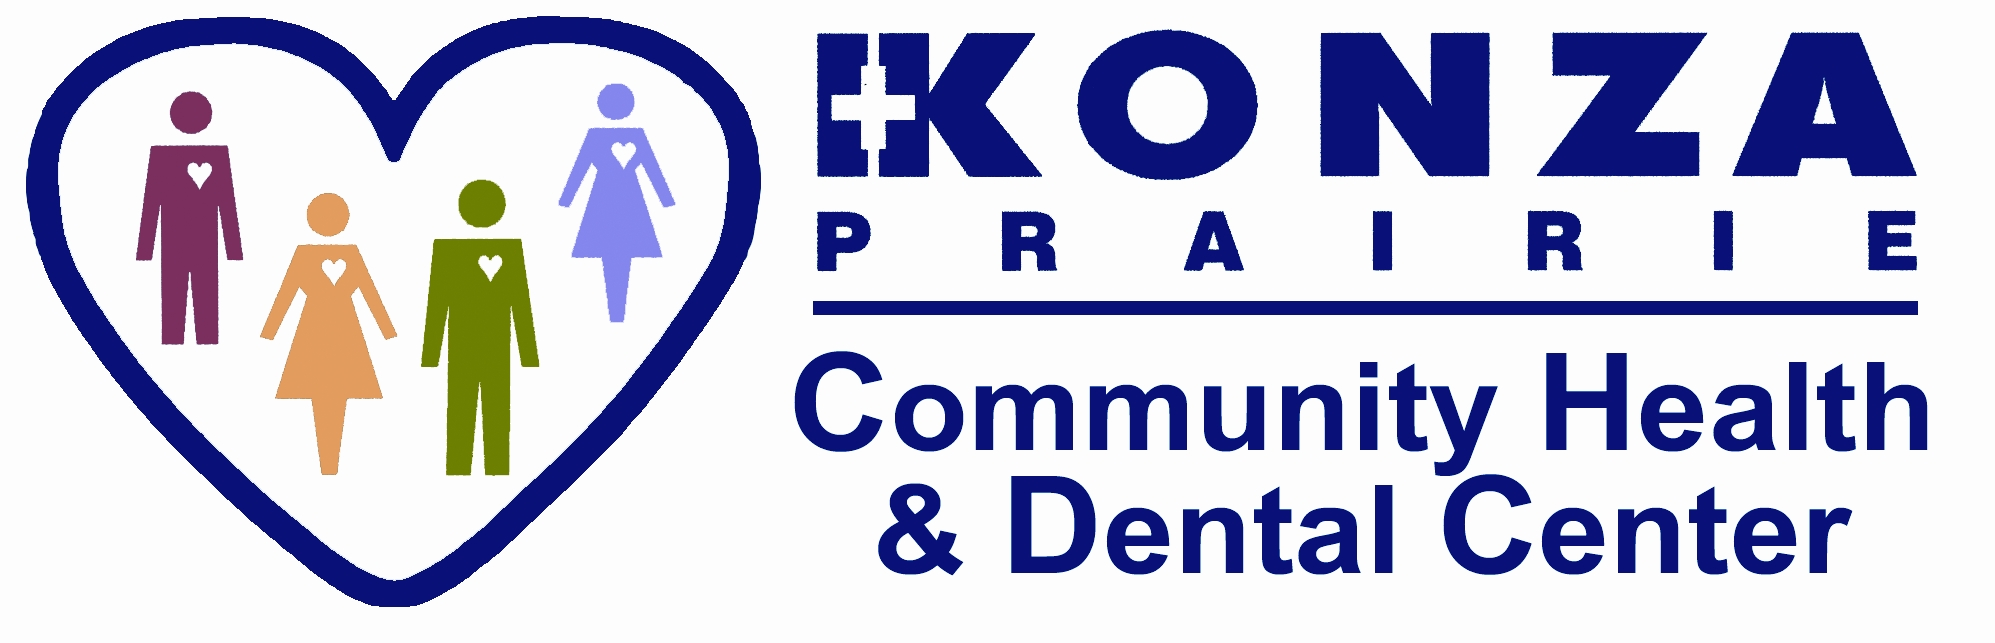 KONZA
PRAIRIE
Community Health
& Dental Center